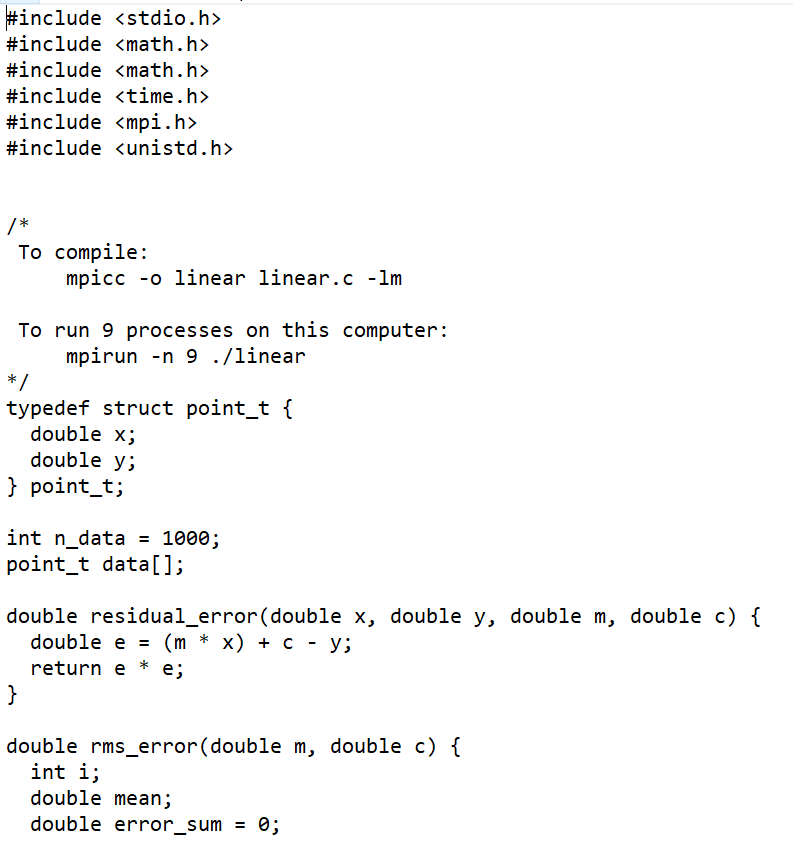 #include <stdio.h>
#include <math.h>
#include <math.h>
#include <time.h>
#include <mpi.h>
#include <unistd.h>
/*
 To compile:
     mpicc -o linear linear.c -lm
 To run 9 processes on this computer:
     mpirun -n 9 ./linear
*/
typedef struct point_t {
  double x;
  double y;
} point_t;
int n_data = 1000;
point_t data[];
double residual_error(double x, double y, double m, double c) {
  double e = (m * x) + c - y;
  return e * e;
}
double rms_error(double m, double c) {
  int i;
  double mean;
  double error_sum = 0;